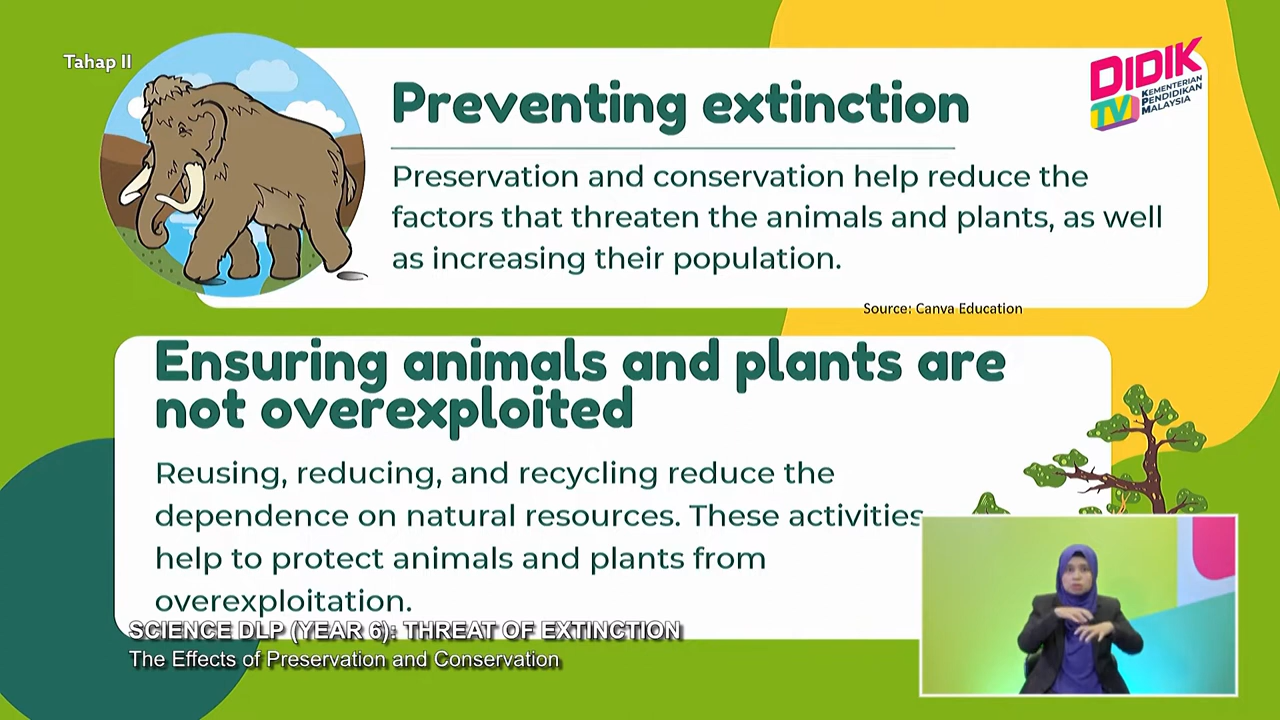 Tahap II
DIDIK
TV
KEMENTERIAN
PENDIDIKAN
MALAYSIA
Preventing extinction
Preservation and conservation help reduce the
factors that threaten the animals and plants, as well
as increasing their population.
Source: Canva Education
Ensuring animals and plants are
not overexploited
Reusing, reducing, and recycling reduce the
dependence on natural resources. These activities
help to protect animals and plants from
overexploitation.
SCIENCE DLP (YEAR 6): THREAT OF EXTINCTION
The Effects of Preservation and Conservation